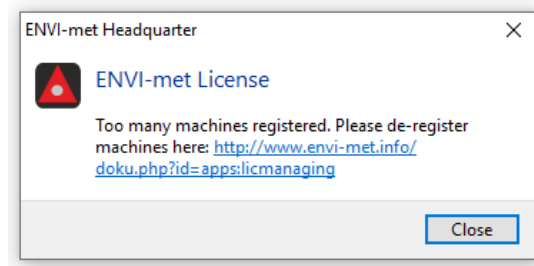 ENVI-met Headquarter
ENVI-met License
Too many machines registered. Please de-register
machines here: http://www.envi-met.info/
doku.php?id=apps:licmanaging
Close